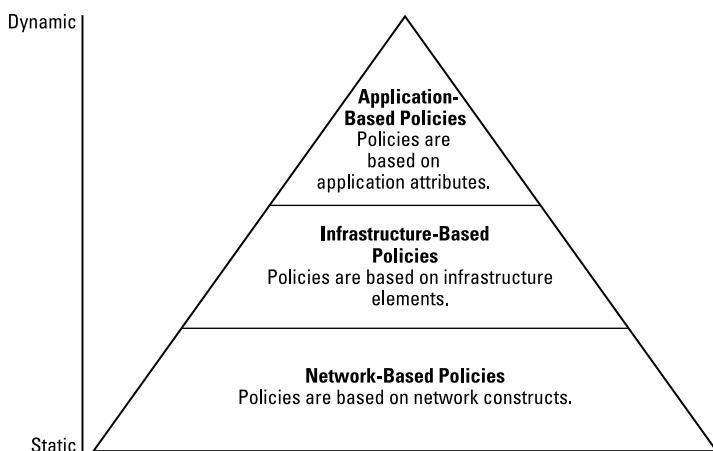 Dynamic
Application-
Based Policies
Policies are
based on
application attributes.
Infrastructure-Based
Policies
Policies are based on infrastructure
elements.
Network-Based Policies
Policies are based on network constructs.
Static